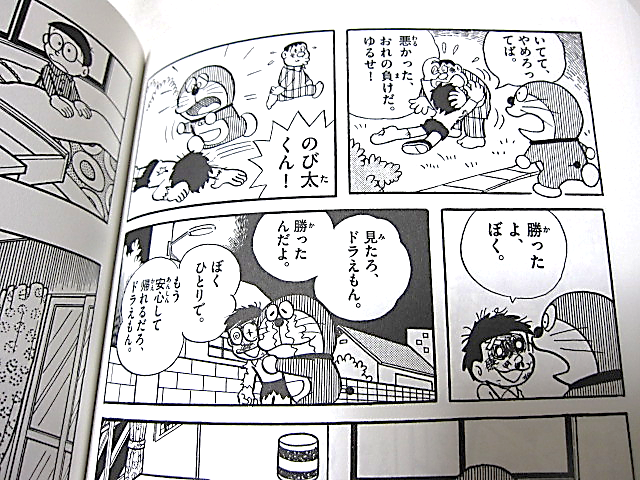 いてて、
やめろっ
てば。
悪かった、
おれの負けだ。
ゆるせ!
のび太
くん!
勝った
よ、
ぼく。
見たろ、
ドラえもん。
勝った
んだよ。
ぼく
ひとりで。
もう
安心して
帰れるだろ、
ドラえもん。